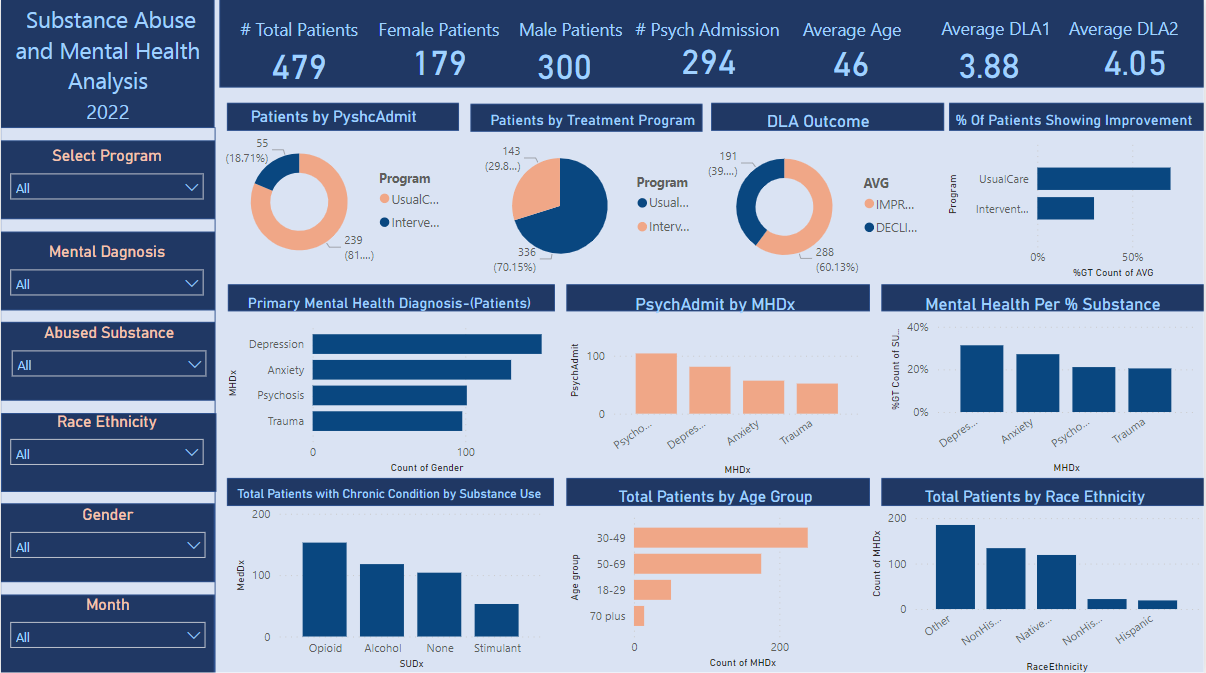 Substance Abuse
and Mental Health
Analysis
2022
# Total Patients
479
Female Patients
179
Male Patients
300
# Psych Admission
294
Average Age
46
Average DLA1
3.88
Average DLA2
4.05
Select Program
All
Mental Dagnosis
All
Abused Substance
All
Race Ethnicity
All
Gender
All
Month
All
Patients by PyshcAdmit
55
(18.71%)
239
(81....)
Program
UsualC...
Interve...
Patients by Treatment Program
143
(29.8...)
336
(70.15%)
Program
Usual...
Interv...
DLA Outcome
191
(39....)
288
(60.13%)
AVG
IMPR...
DECLI...
% Of Patients Showing Improvement
Program
UsualCare
Intervent...
0%
50%
%GT Count of AVG
Primary Mental Health Diagnosis-(Patients)
MHDx
Depression
Anxiety
Psychosis
Trauma
0
100
Count of Gender
PsychAdmit by MHDx
PsychAdmit
100
0
Psycho...
Depres...
Anxiety
Trauma
MHDx
Mental Health Per % Substance
%GT Count of SU...
40%
20%
0%
Depres...
Anxiety
Psycho...
Trauma
MHDx
Total Patients with Chronic Condition by Substance Use
MedDx
200
100
0
Opioid
Alcohol
None
Stimulant
SUDx
Total Patients by Age Group
Age group
30-49
50-69
18-29
70 plus
0
200
Count of MHDx
Total Patients by Race Ethnicity
Count of MHDx
200
100
0
Other
NonHis...
Native...
NonHis...
Hispanic
RaceEthnicity